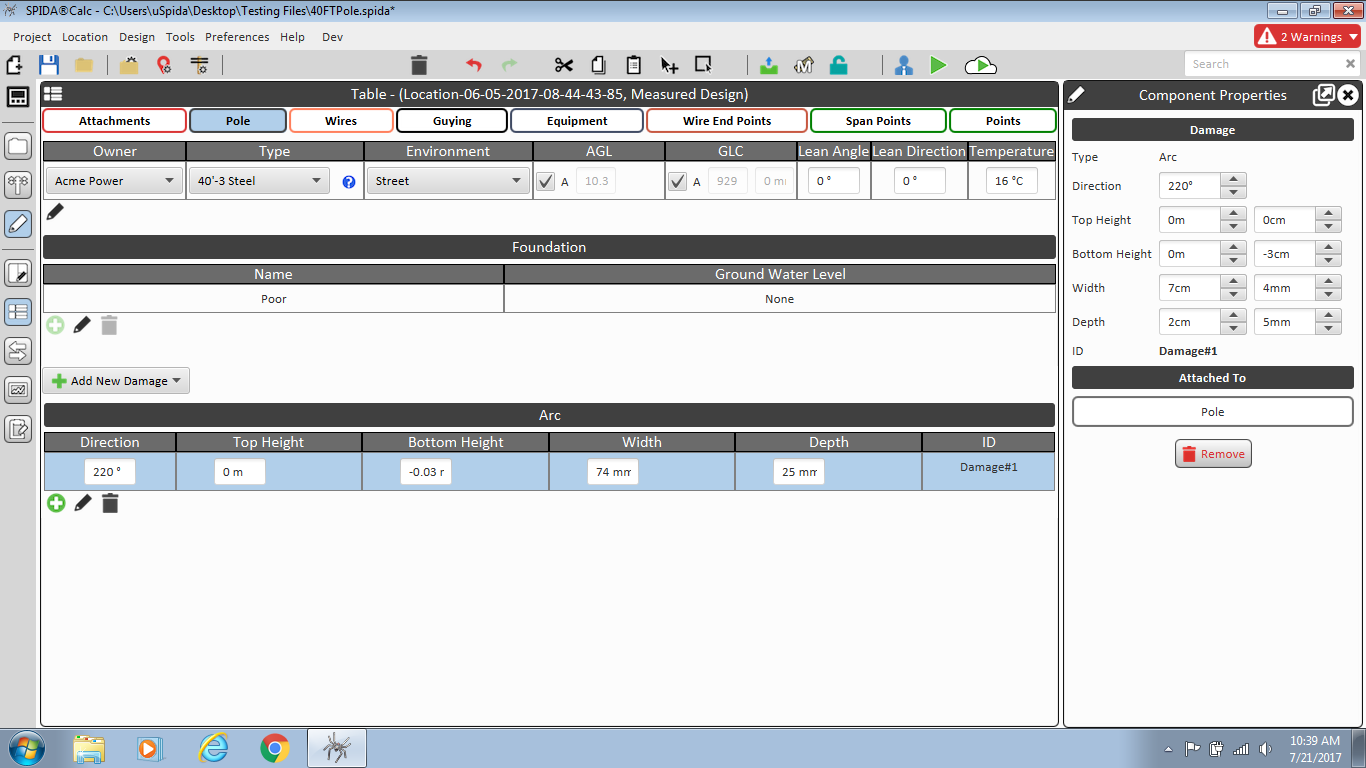 SPIDA®Calc - C:\Users\uSpida\Desktop\Testing Files\40FTPole.spida*
Project Location Design Tools Preferences Help Dev
2 Warnings
Search
Table - (Location-06-05-2017-08-44-43-85, Measured Design)
Attachments Pole Wires Guying Equipment Wire End Points Span Points Points
Owner Type Environment AGL GLC Lean Angle Lean Direction Temperature
Acme Power 40'-3 Steel Street A 10.3 A 929 0 m 0 ° 0 ° 16 °C
Foundation
Name Ground Water Level
Poor None
Add New Damage
Arc
Direction Top Height Bottom Height Width Depth ID
220 ° 0 m -0.03 74 mm 25 mm Damage#1
Component Properties
Damage
Type Arc
Direction 220°
Top Height 0m 0cm
Bottom Height 0m -3cm
Width 7cm 4mm
Depth 2cm 5mm
ID Damage#1
Attached To
Pole
Remove
10:39 AM
7/21/2017